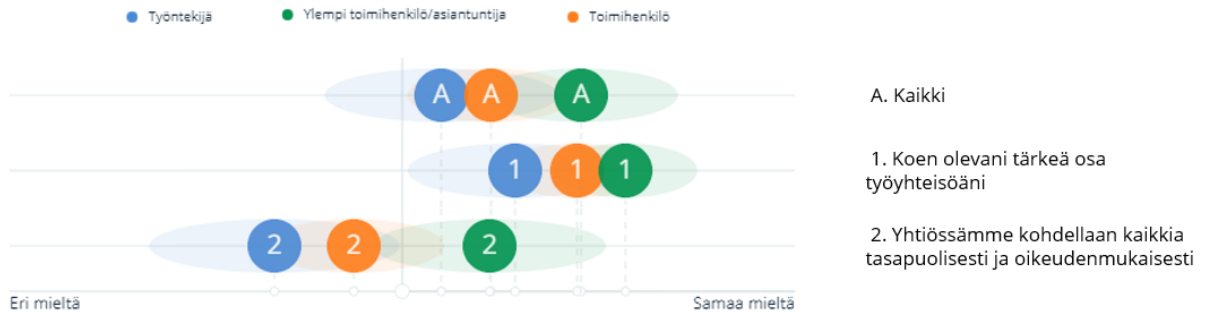 Työntekijä
Ylempi toimihenkilö/asiantuntija
Toimihenkilö
A A A
A. Kaikki
1 1 1
1. Koen olevani tärkeä osa
työyhteisöäni
2 2 2
2. Yhtiössämme kohdellaan kaikkia
tasapuolisesti ja oikeudenmukaisesti
Eri mieltä
Samaa mieltä